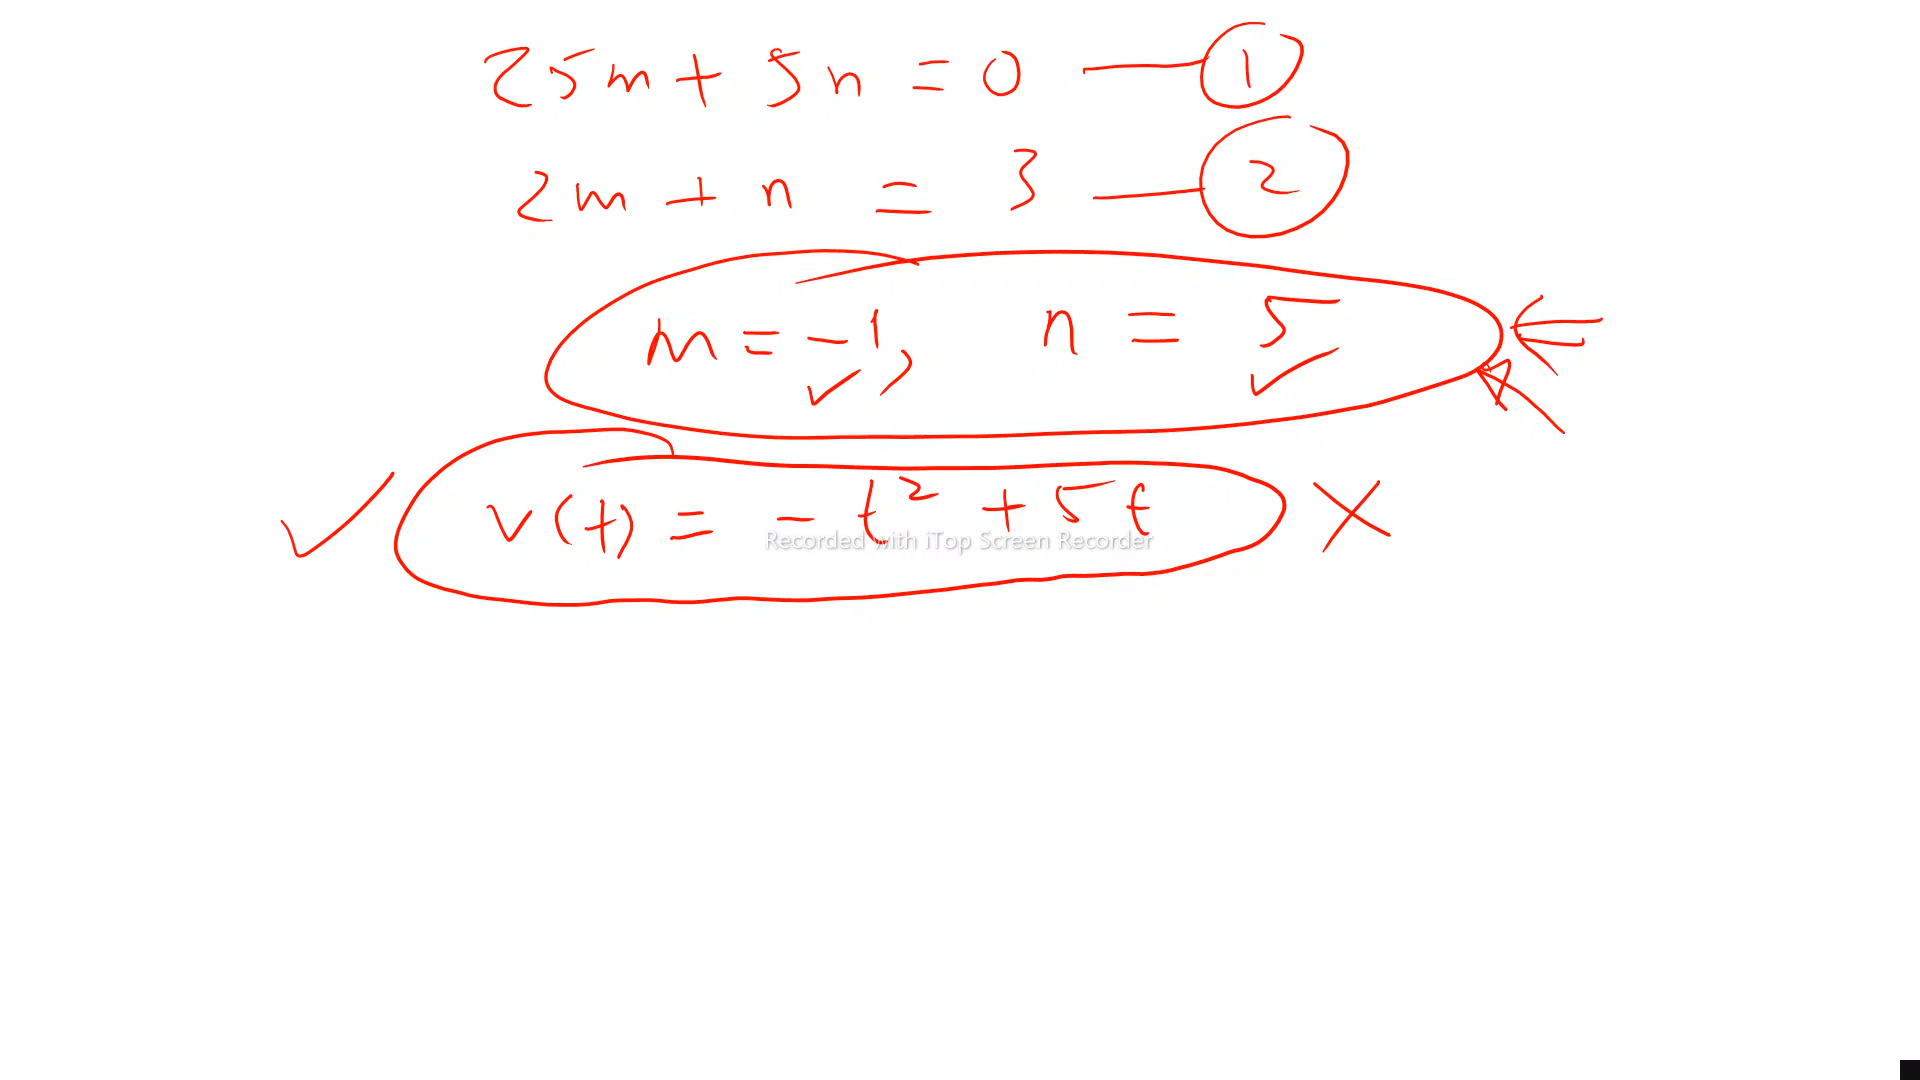 25m + 5n = 0 — 1
2m + n = 3 — 2
m = -1, n = 5
v(t) = -t² + 5t
Recorded with iTop Screen Recorder